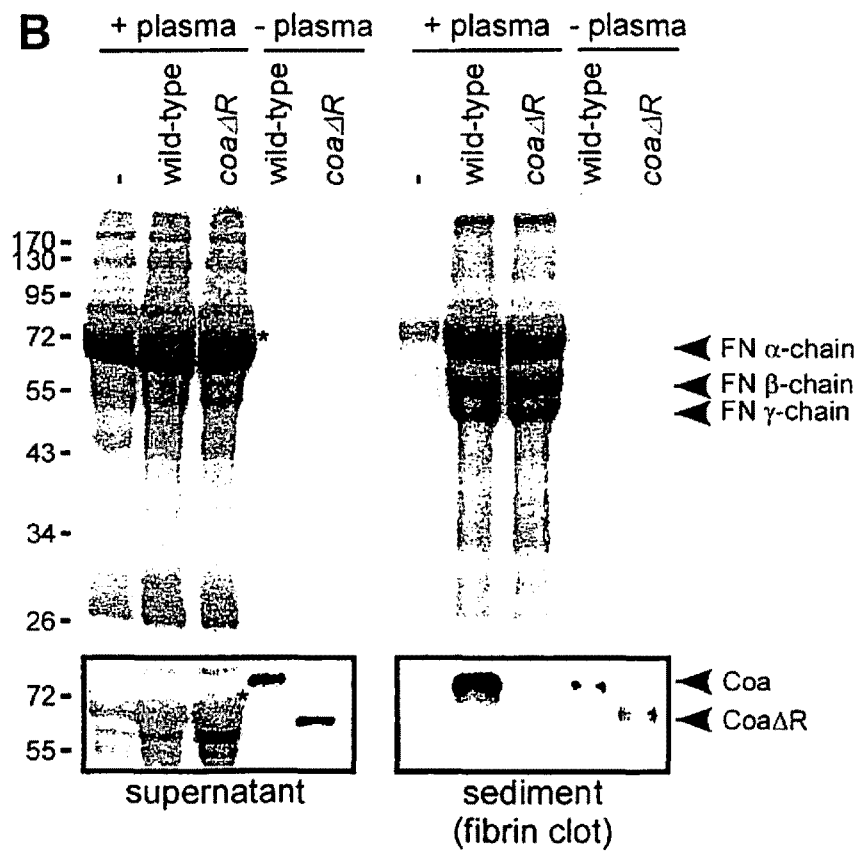 B
+ plasma - plasma + plasma - plasma
- wild-type coaΔR wild-type coaΔR - wild-type coaΔR wild-type coaΔR
170-
130-
95-
72- *
FN α-chain
55-
FN β-chain
FN γ-chain
43-
34-
26-
Coa
72- *
CoaΔR
55-
supernatant
sediment
(fibrin clot)